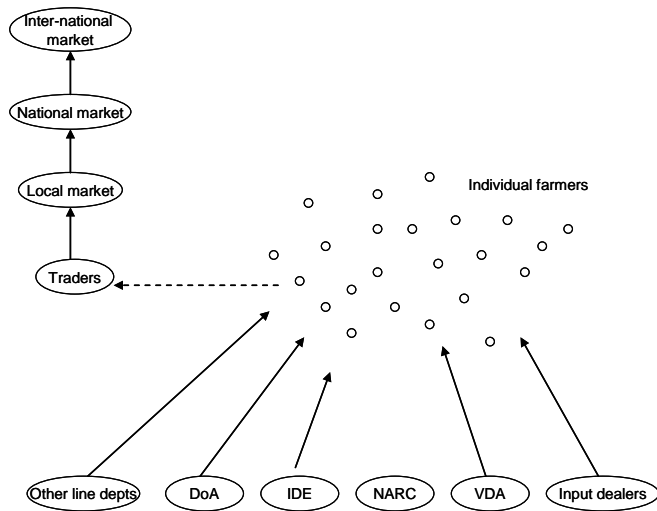 Inter-national
market
National market
Local market
Individual farmers
Traders
Other line depts
DoA
IDE
NARC
VDA
Input dealers